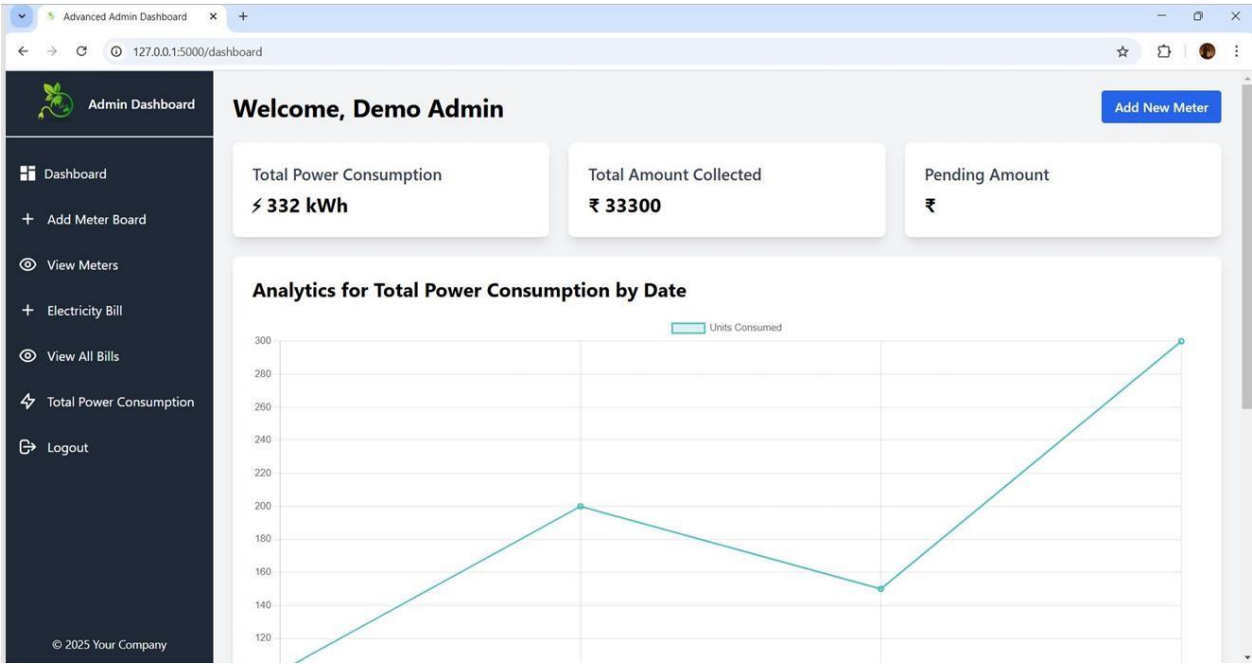 Advanced Admin Dashboard
127.0.0.1:5000/dashboard
Admin Dashboard
Dashboard
Add Meter Board
View Meters
Electricity Bill
View All Bills
Total Power Consumption
Logout
© 2025 Your Company
Welcome, Demo Admin
Add New Meter
Total Power Consumption
⚡ 332 kWh
Total Amount Collected
₹ 33300
Pending Amount
₹
Analytics for Total Power Consumption by Date
Units Consumed
300
280
260
240
220
200
180
160
140
120